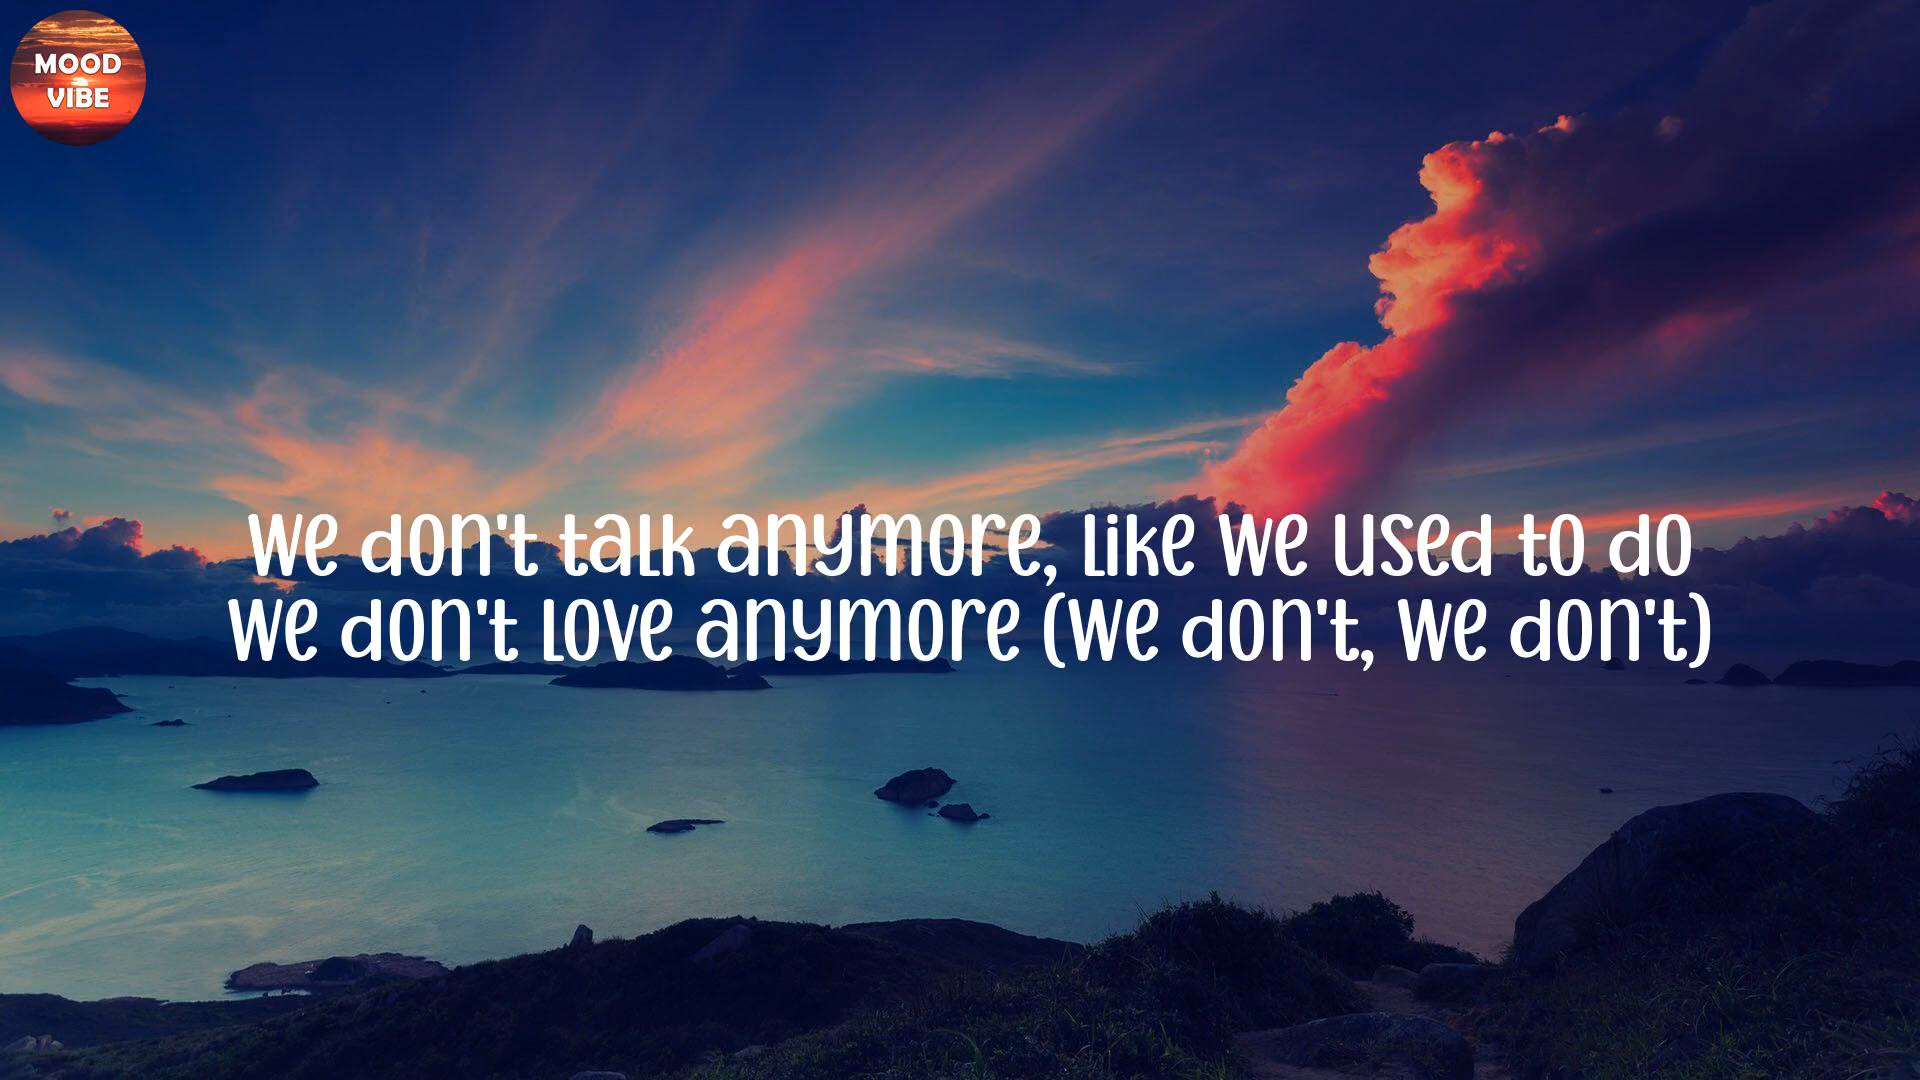 MOOD
VIBE
We don't talk anymore, like we used to do
We don't love anymore (We don't, we don't)